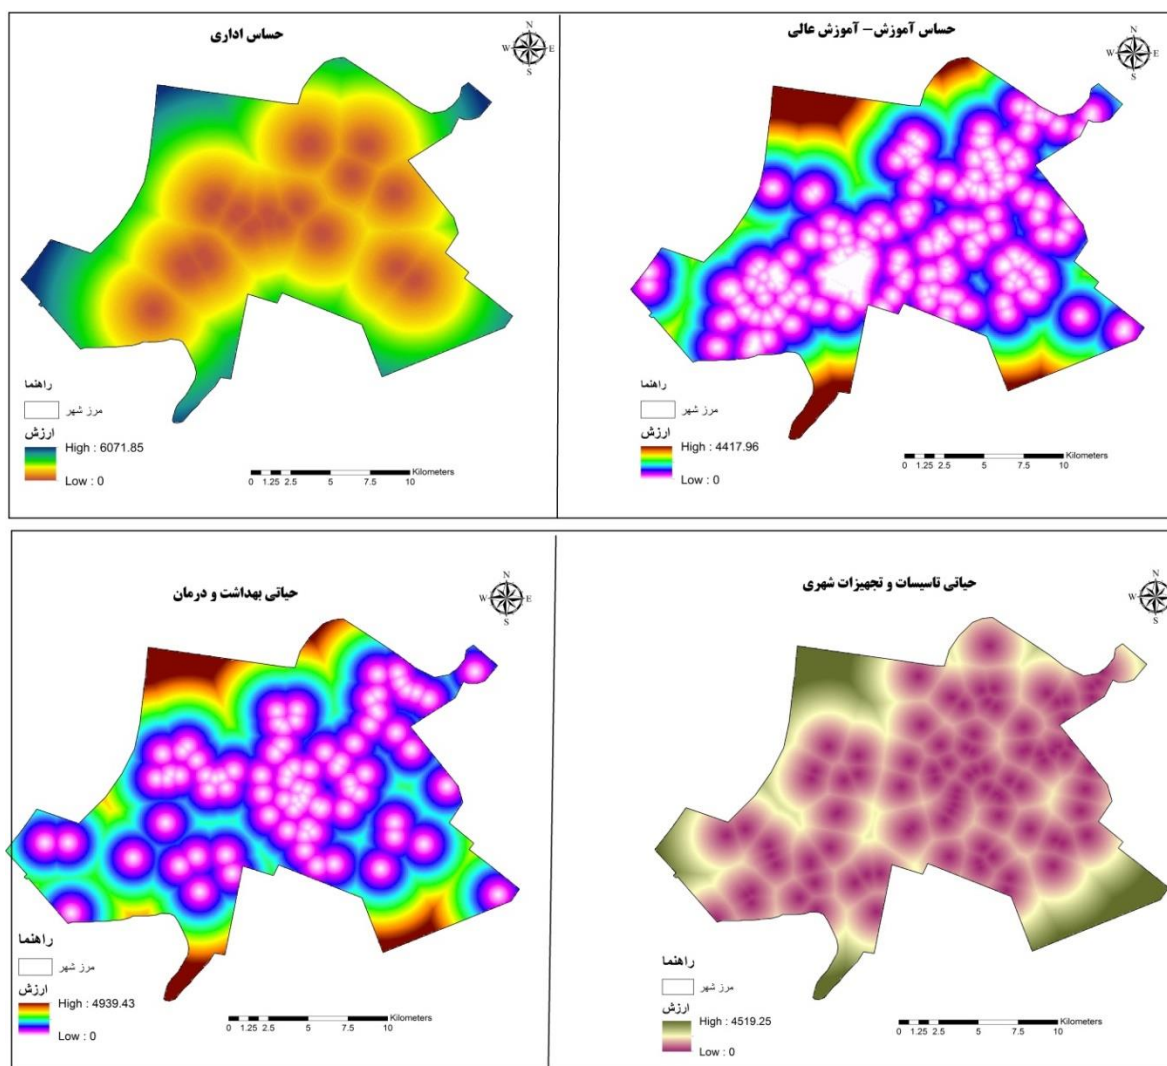 حساس اداری
N
W E
S
راهنما
مرز شهر
ارزش
High : 6071.85
Low : 0
Kilometers
0 1.25 2.5 5 7.5 10
حساس آموزش- آموزش عالی
N
W E
S
راهنما
مرز شهر
ارزش
High : 4417.96
Low : 0
Kilometers
0 1.25 2.5 5 7.5 10
حیاتی بهداشت و درمان
N
W E
S
راهنما
مرز شهر
ارزش
High : 4939.43
Low : 0
Kilometers
0 1.25 2.5 5 7.5 10
حیاتی تاسیسات و تجهیزات شهری
N
W E
S
راهنما
مرز شهر
ارزش
High : 4519.25
Low : 0
Kilometers
0 1.25 2.5 5 7.5 10